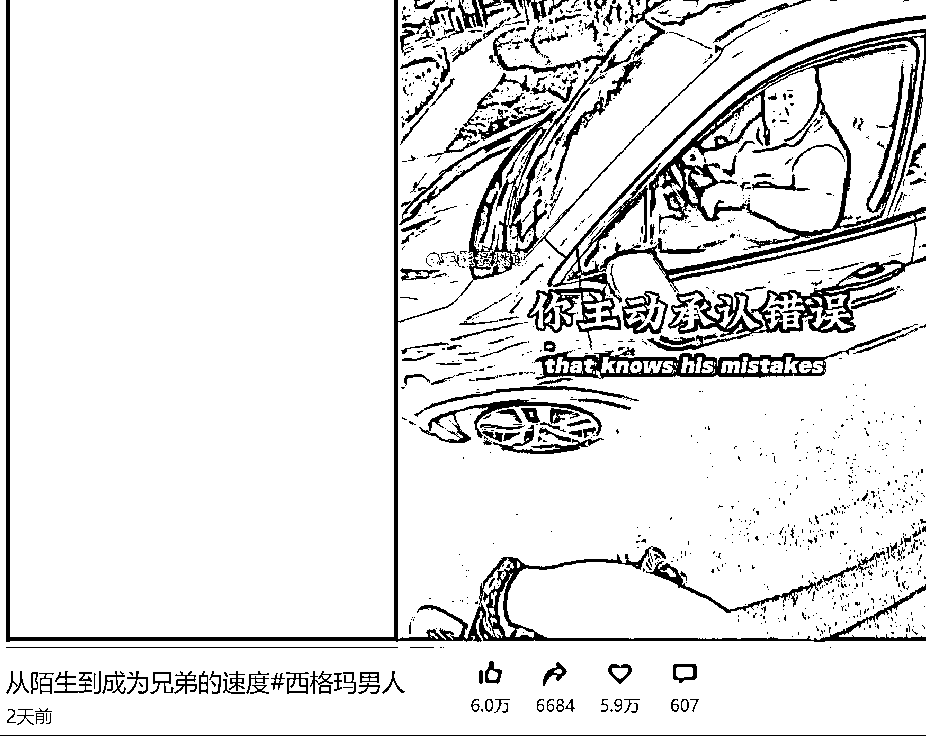 你主动承认错误
that knows his mistakes
从陌生到成为兄弟的速度#西格玛男人
2天前
6.0万
6684
5.9万
607